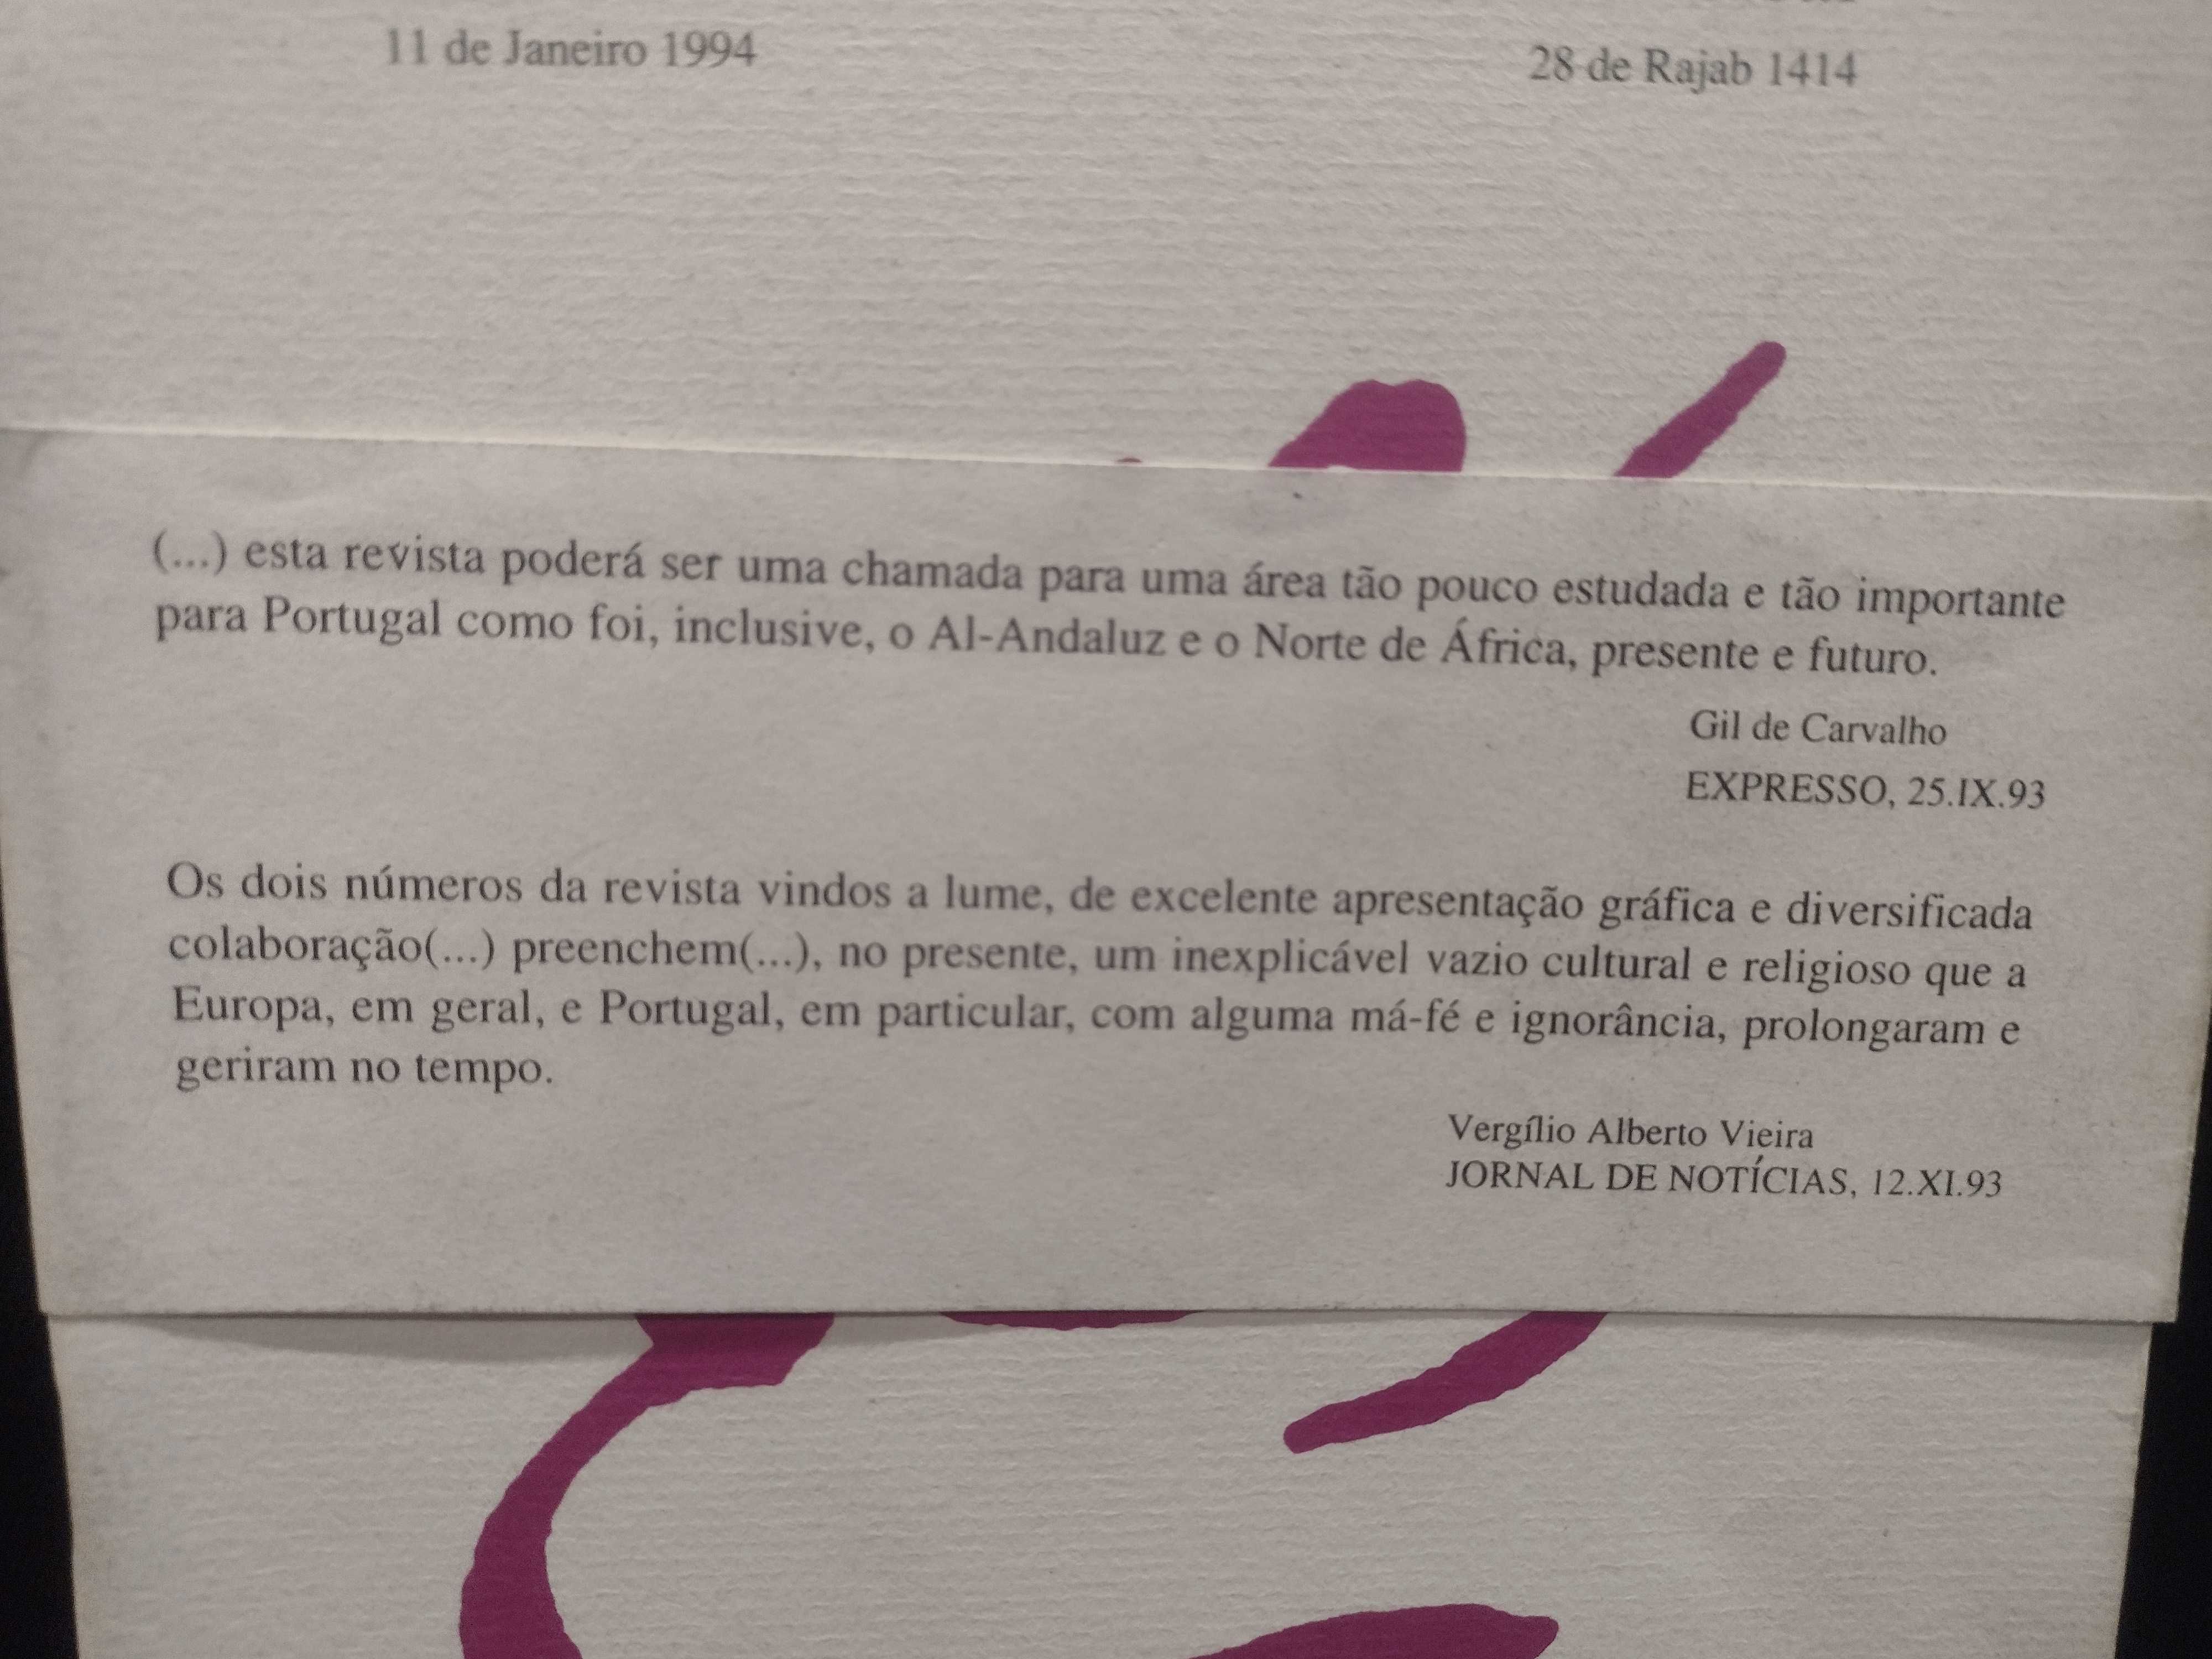 11 de Janeiro 1994
28 de Rajab 1414
(...) esta revista poderá ser uma chamada para uma área tão pouco estudada e tão importante
para Portugal como foi, inclusive, o Al-Andaluz e o Norte de África, presente e futuro.
Gil de Carvalho
EXPRESSO, 25.IX.93
Os dois números da revista vindos a lume, de excelente apresentação gráfica e diversificada
colaboração(...) preenchem(...), no presente, um inexplicável vazio cultural e religioso que a
Europa, em geral, e Portugal, em particular, com alguma má-fé e ignorância, prolongaram e
geriram no tempo.
Vergílio Alberto Vieira
JORNAL DE NOTÍCIAS, 12.XI.93